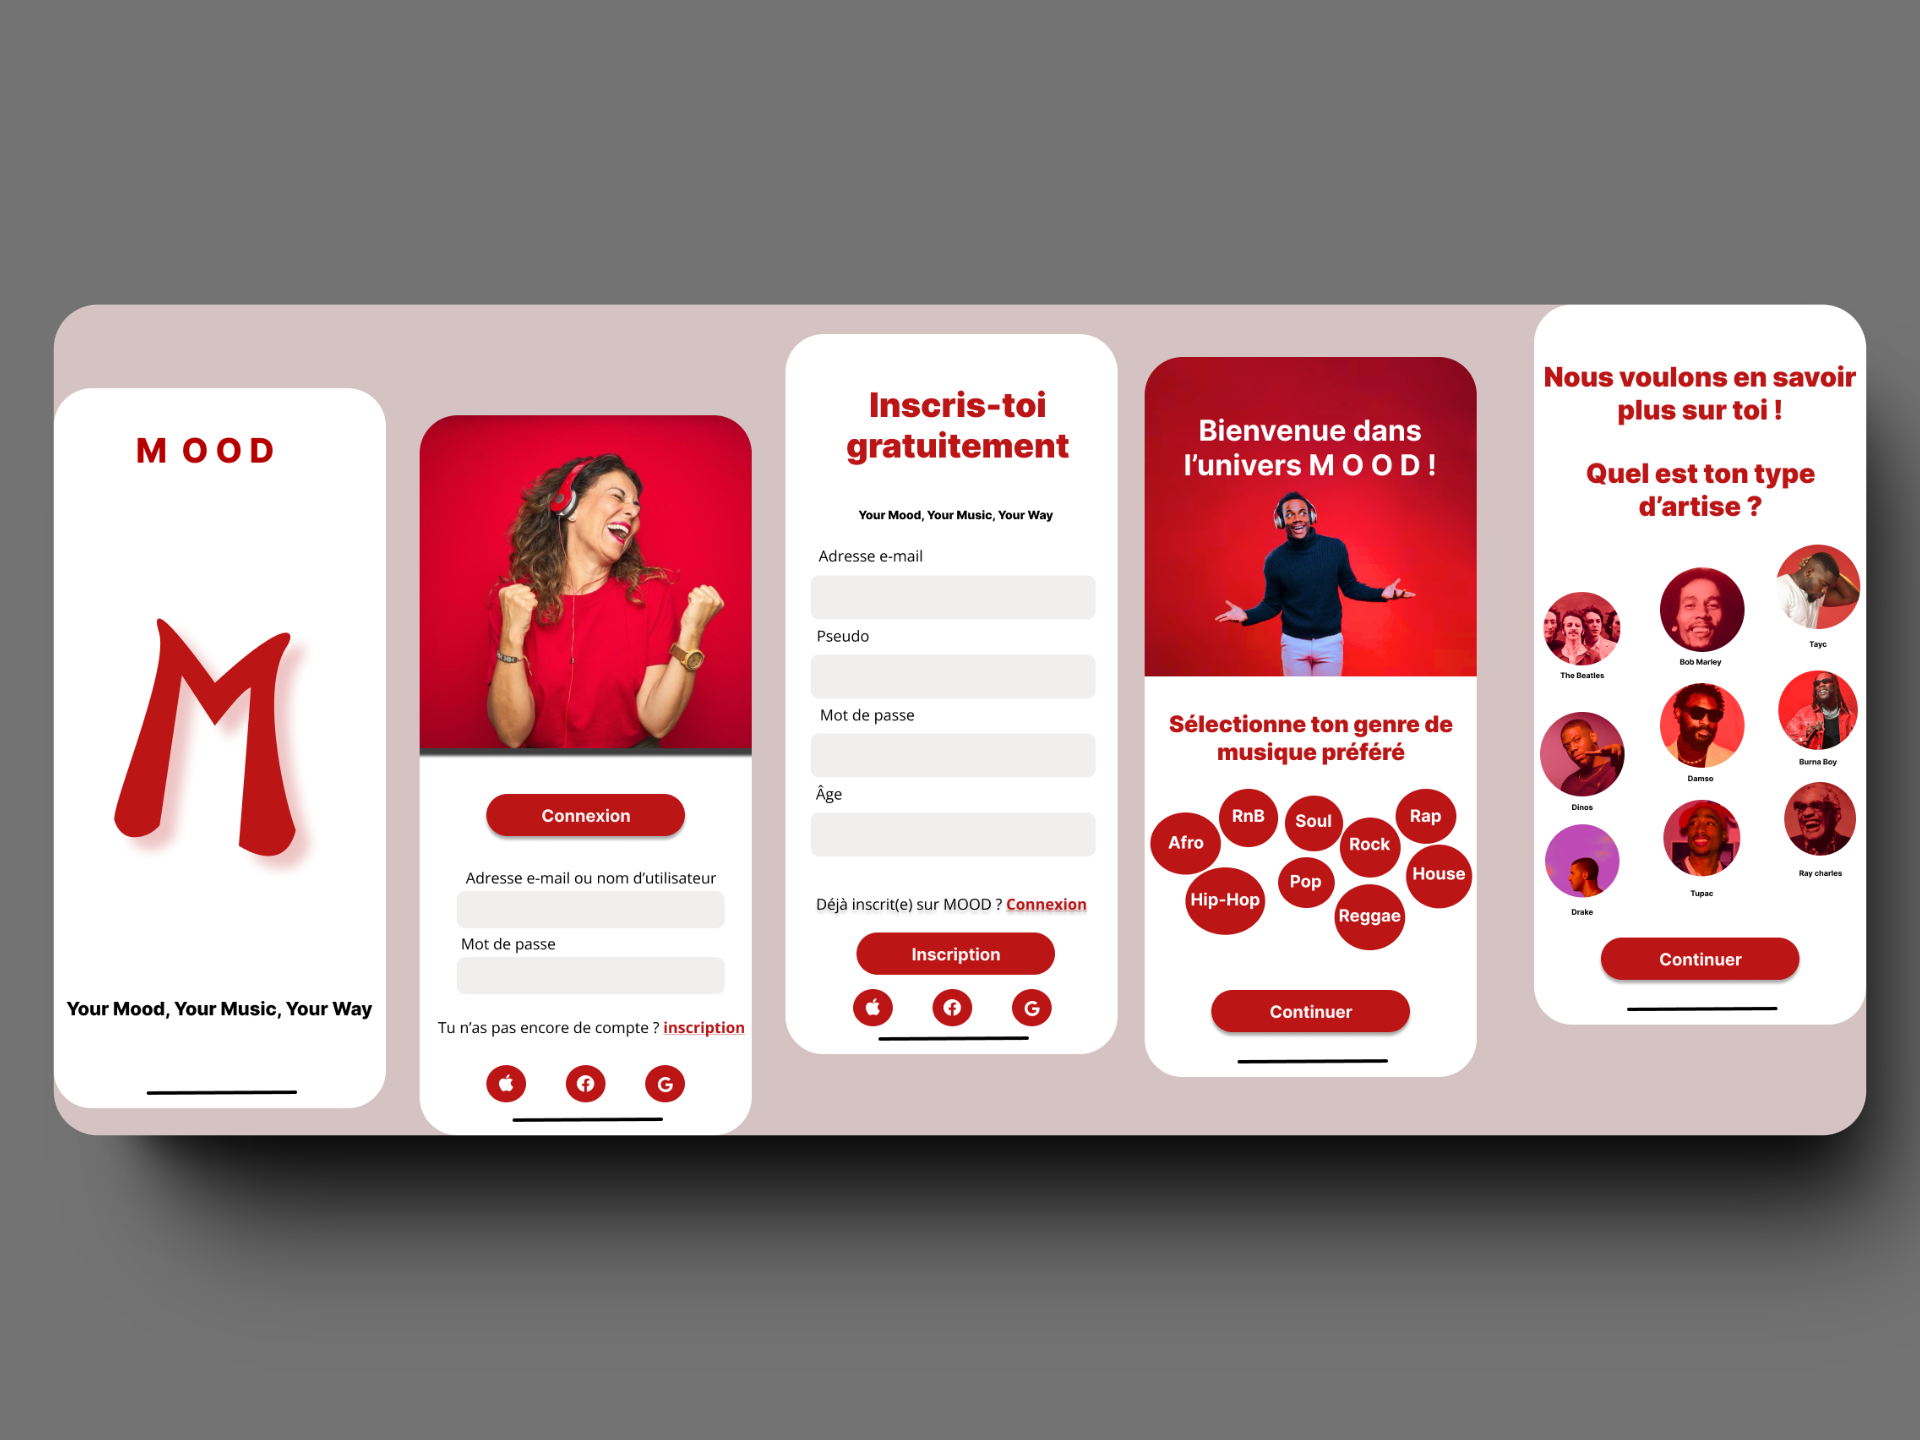 M OOD
Your Mood, Your Music, Your Way
Connexion
Adresse e-mail ou nom d'utilisateur
Mot de passe
Tu n'as pas encore de compte ? inscription
Inscris-toi
gratuitement
Your Mood, Your Music, Your Way
Adresse e-mail
Pseudo
Mot de passe
Âge
Déjà inscrit(e) sur MOOD ? Connexion
Inscription
Bienvenue dans
l'univers M O O D !
Sélectionne ton genre de
musique préféré
Afro
RnB
Soul
Rock
Rap
Hip-Hop
Pop
Reggae
House
Continuer
Nous voulons en savoir
plus sur toi !
Quel est ton type
d'artise ?
The Beatles
Bob Marley
Tayc
Dinos
Damso
Burna Boy
Drake
Tupac
Ray charles
Continuer